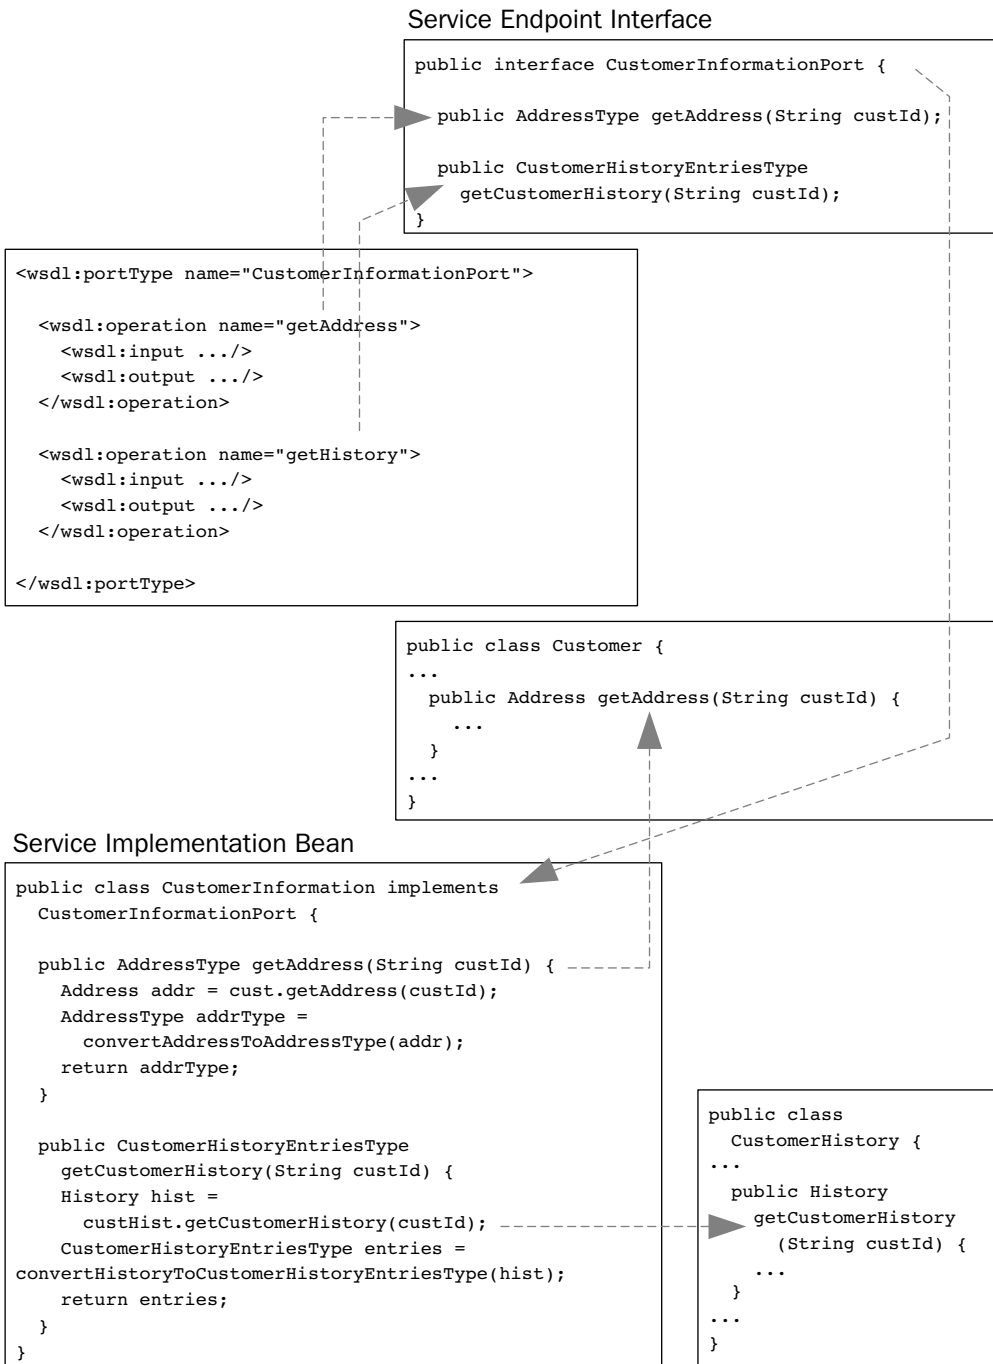 Service Endpoint Interface
public interface CustomerInformationPort {
public AddressType getAddress(String custId);
public CustomerHistoryEntriesType
getCustomerHistory(String custId);
}
<wsdl:portType name="CustomerInformationPort">
<wsdl:operation name="getAddress">
<wsdl:input .../>
<wsdl:output .../>
</wsdl:operation>
<wsdl:operation name="getHistory">
<wsdl:input .../>
<wsdl:output .../>
</wsdl:operation>
</wsdl:portType>
public class Customer {
...
public Address getAddress(String custId) {
...
}
...
}
Service Implementation Bean
public class CustomerInformation implements
CustomerInformationPort {
public AddressType getAddress(String custId) {
Address addr = cust.getAddress(custId);
AddressType addrType =
convertAddressToAddressType(addr);
return addrType;
}
public CustomerHistoryEntriesType
getCustomerHistory(String custId) {
History hist =
custHist.getCustomerHistory(custId);
CustomerHistoryEntriesType entries =
convertHistoryToCustomerHistoryEntriesType(hist);
return entries;
}
}
public class
CustomerHistory {
...
public History
getCustomerHistory
(String custId) {
...
}
...
}